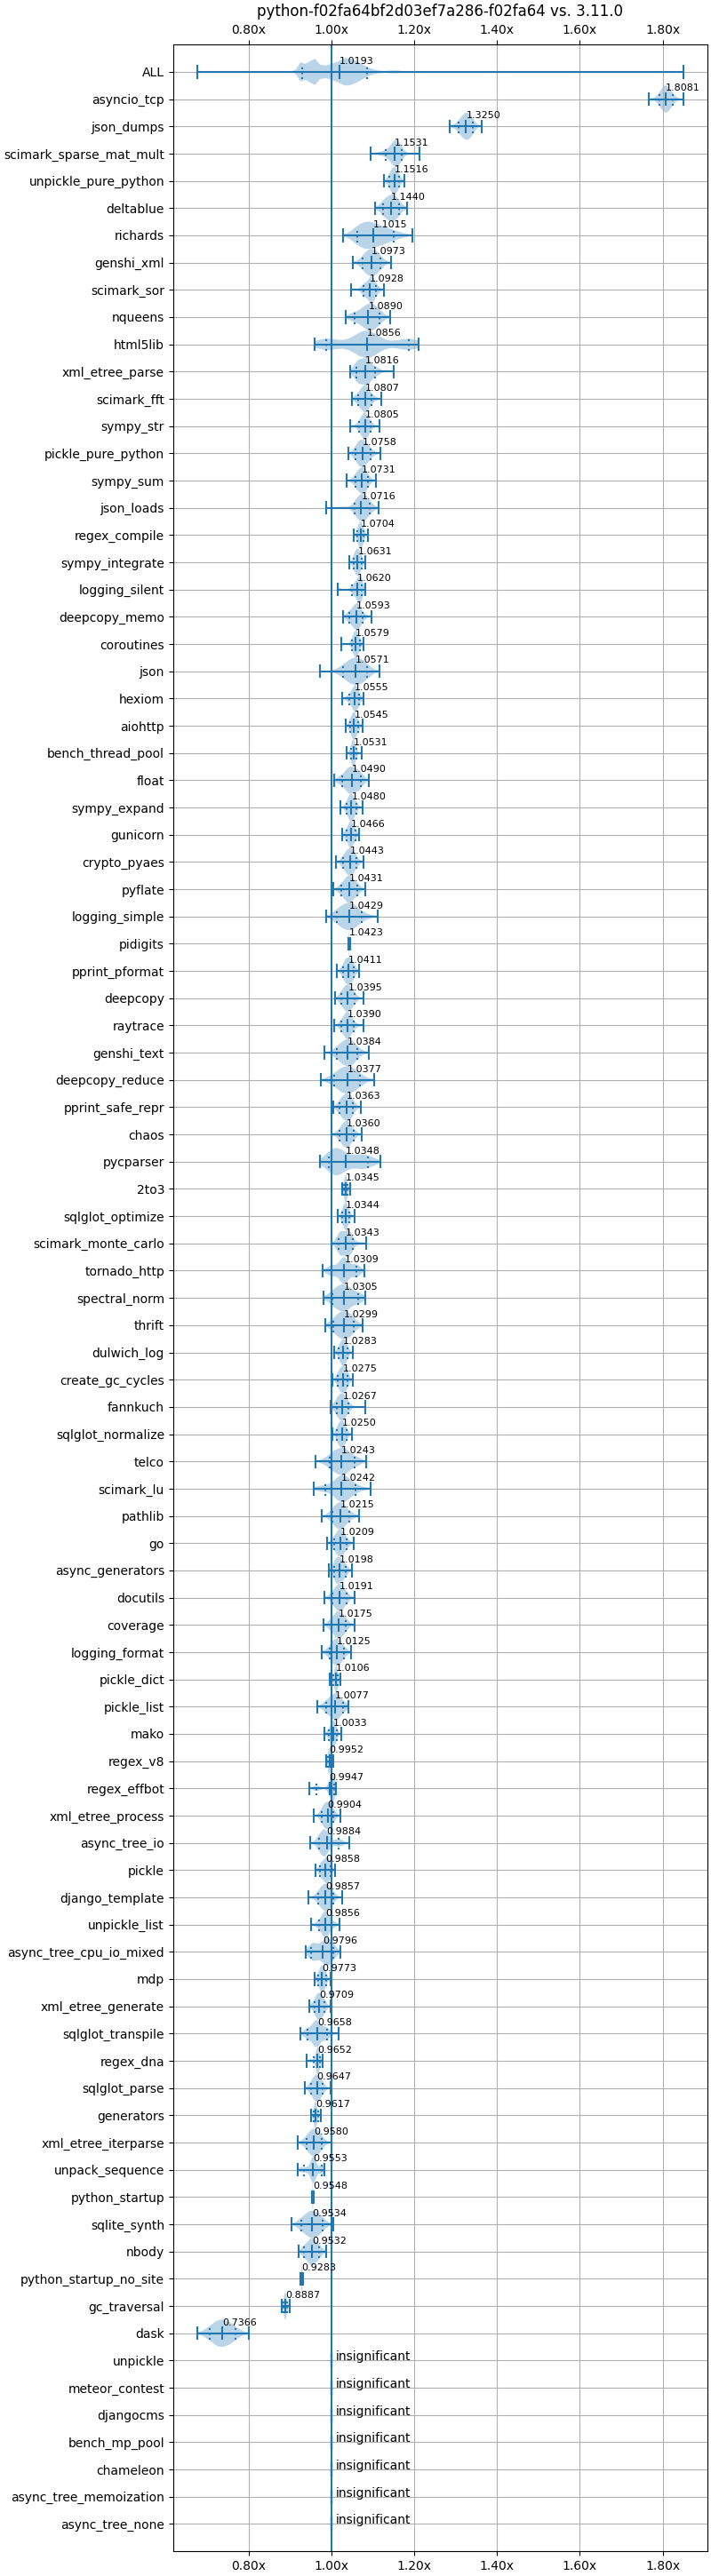 python-f02fa64bf2d03ef7a286-f02fa64 vs. 3.11.0
0.80x 1.00x 1.20x 1.40x 1.60x 1.80x
ALL 1.0193
asyncio_tcp 1.8081
json_dumps 1.3250
scimark_sparse_mat_mult 1.1531
unpickle_pure_python 1.1516
deltablue 1.1440
richards 1.1015
genshi_xml 1.0973
scimark_sor 1.0928
nqueens 1.0890
html5lib 1.0856
xml_etree_parse 1.0816
scimark_fft 1.0807
sympy_str 1.0805
pickle_pure_python 1.0758
sympy_sum 1.0731
json_loads 1.0716
regex_compile 1.0704
sympy_integrate 1.0631
logging_silent 1.0620
deepcopy_memo 1.0593
coroutines 1.0579
json 1.0571
hexiom 1.0555
aiohttp 1.0545
bench_thread_pool 1.0531
float 1.0490
sympy_expand 1.0480
gunicorn 1.0466
crypto_pyaes 1.0443
pyflate 1.0431
logging_simple 1.0429
pidigits 1.0423
pprint_pformat 1.0411
deepcopy 1.0395
raytrace 1.0390
genshi_text 1.0384
deepcopy_reduce 1.0377
pprint_safe_repr 1.0363
chaos 1.0360
pycparser 1.0348
2to3 1.0345
sqlglot_optimize 1.0344
scimark_monte_carlo 1.0343
tornado_http 1.0309
spectral_norm 1.0305
thrift 1.0299
dulwich_log 1.0283
create_gc_cycles 1.0275
fannkuch 1.0267
sqlglot_normalize 1.0250
telco 1.0243
scimark_lu 1.0242
pathlib 1.0215
go 1.0209
async_generators 1.0198
docutils 1.0191
coverage 1.0175
logging_format 1.0125
pickle_dict 1.0106
pickle_list 1.0077
mako 1.0033
regex_v8 0.9952
regex_effbot 0.9947
xml_etree_process 0.9904
async_tree_io 0.9884
pickle 0.9858
django_template 0.9857
unpickle_list 0.9856
async_tree_cpu_io_mixed 0.9796
mdp 0.9773
xml_etree_generate 0.9709
sqlglot_transpile 0.9658
regex_dna 0.9652
sqlglot_parse 0.9647
generators 0.9617
xml_etree_iterparse 0.9580
unpack_sequence 0.9553
python_startup 0.9548
sqlite_synth 0.9534
nbody 0.9532
python_startup_no_site 0.9283
gc_traversal 0.8887
dask 0.7366
unpickle insignificant
meteor_contest insignificant
djangocms insignificant
bench_mp_pool insignificant
chameleon insignificant
async_tree_memoization insignificant
async_tree_none insignificant
0.80x 1.00x 1.20x 1.40x 1.60x 1.80x